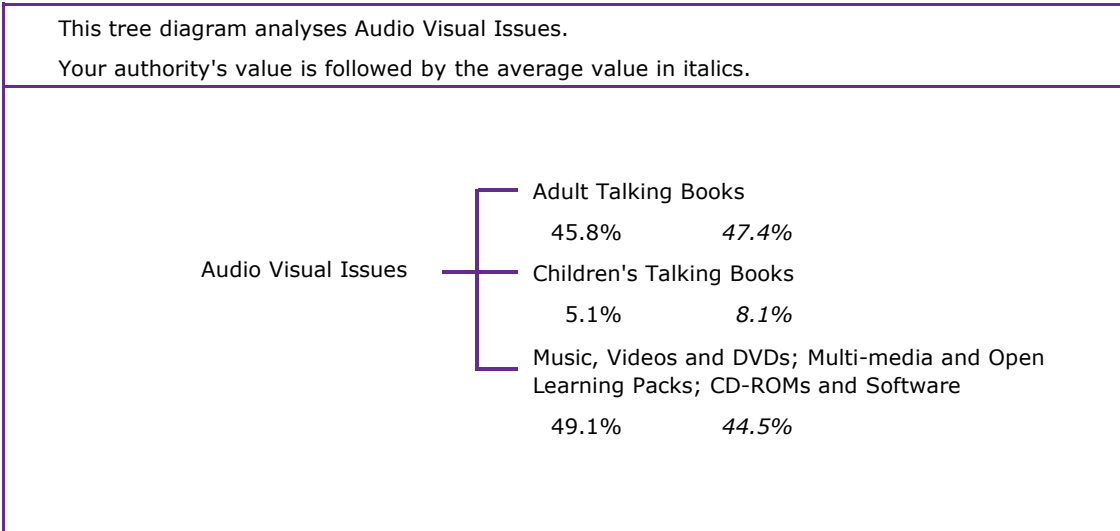 This tree diagram analyses Audio Visual Issues.
Your authority's value is followed by the average value in italics.
Adult Talking Books
45.8% 47.4%
Audio Visual Issues
Children's Talking Books
5.1% 8.1%
Music, Videos and DVDs; Multi-media and Open
Learning Packs; CD-ROMs and Software
49.1% 44.5%